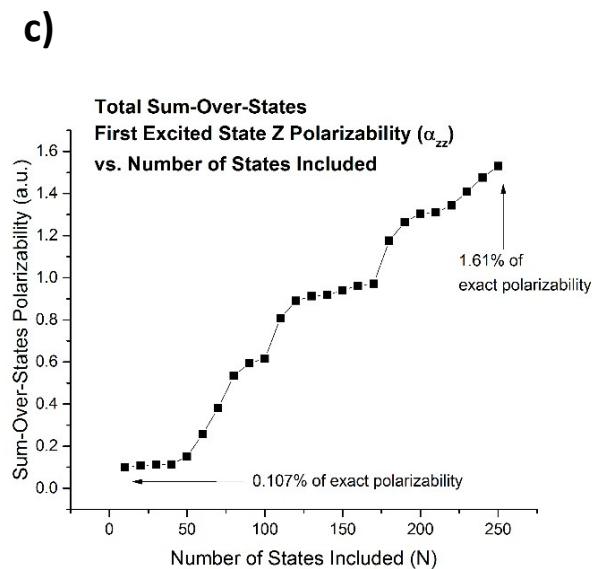 c)
Total Sum-Over-States
First Excited State Z Polarizability (αzz)
vs. Number of States Included
Sum-Over-States Polarizability (a.u.)
1.6
1.4
1.2
1.0
0.8
0.6
0.4
0.2
0.0
1.61% of
exact polarizability
0.107% of exact polarizability
0 50 100 150 200 250
Number of States Included (N)